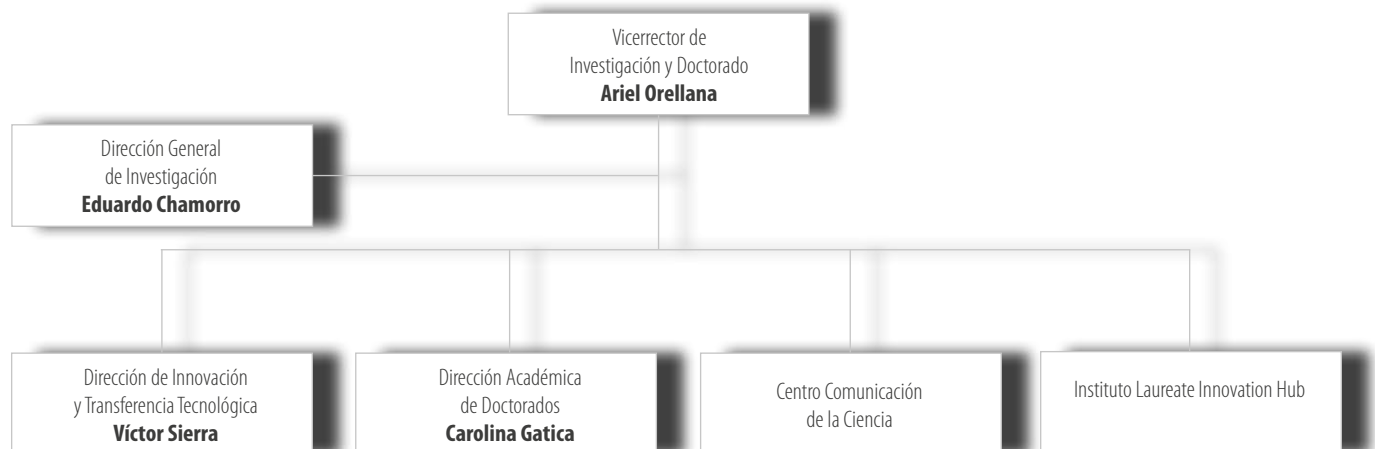 Vicerrector de
Investigación y Doctorado
Ariel Orellana
Dirección General
de Investigación
Eduardo Chamorro
Dirección de Innovación
y Transferencia Tecnológica
Víctor Sierra
Dirección Académica
de Doctorados
Carolina Gatica
Centro Comunicación
de la Ciencia
Instituto Laureate Innovation Hub